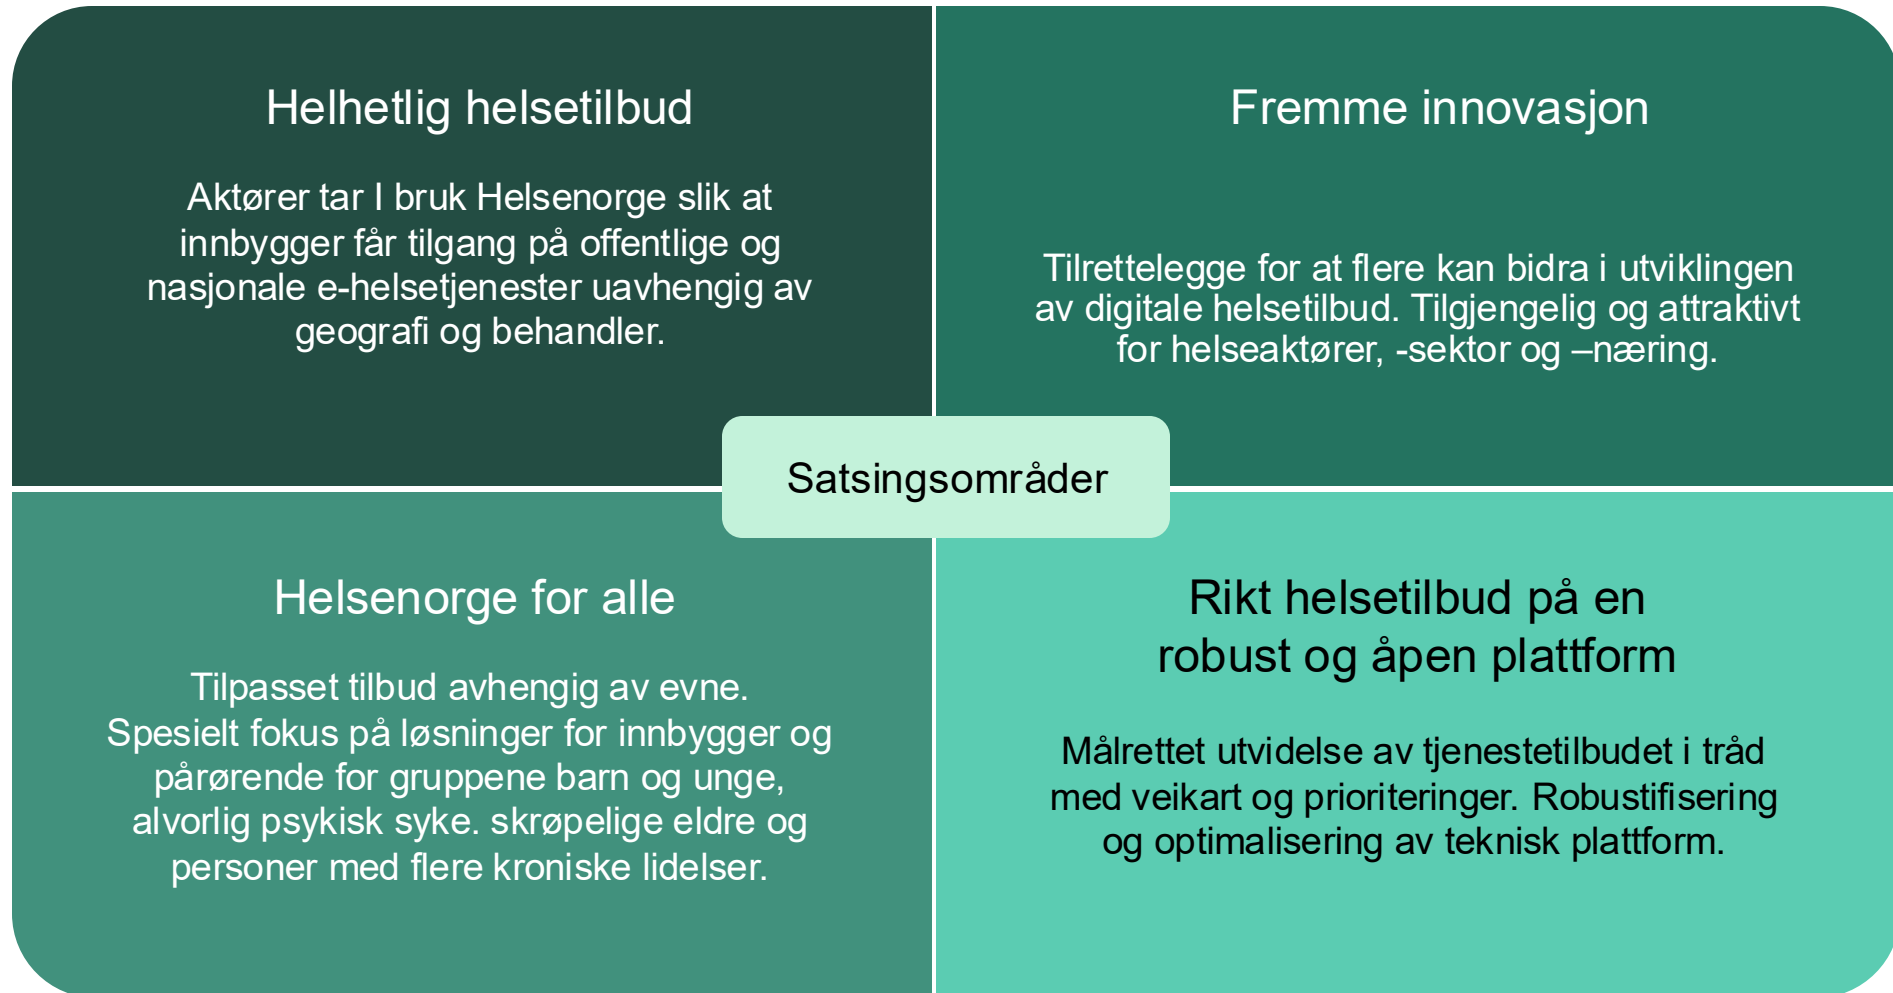 Helhetlig helsetilbud
Aktører tar I bruk Helsenorge slik at
innbygger får tilgang på offentlige og
nasjonale e-helsetjenester uavhengig av
geografi og behandler.
Fremme innovasjon
Tilrettelegge for at flere kan bidra i utviklingen
av digitale helsetilbud. Tilgjengelig og attraktivt
for helseaktører, -sektor og –næring.
Satsingsområder
Helsenorge for alle
Tilpasset tilbud avhengig av evne.
Spesielt fokus på løsninger for innbygger og
pårørende for gruppene barn og unge,
alvorlig psykisk syke. skrøpelige eldre og
personer med flere kroniske lidelser.
Rikt helsetilbud på en
robust og åpen plattform
Målrettet utvidelse av tjenestetilbudet i tråd
med veikart og prioriteringer. Robustifisering
og optimalisering av teknisk plattform.